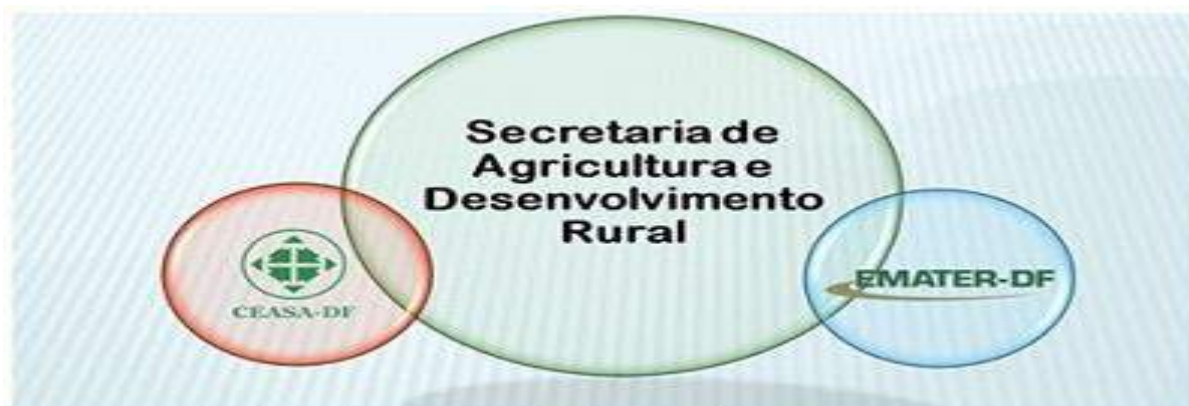 Secretaria de
Agricultura e
Desenvolvimento
Rural
CEASA-DF
EMATER-DF